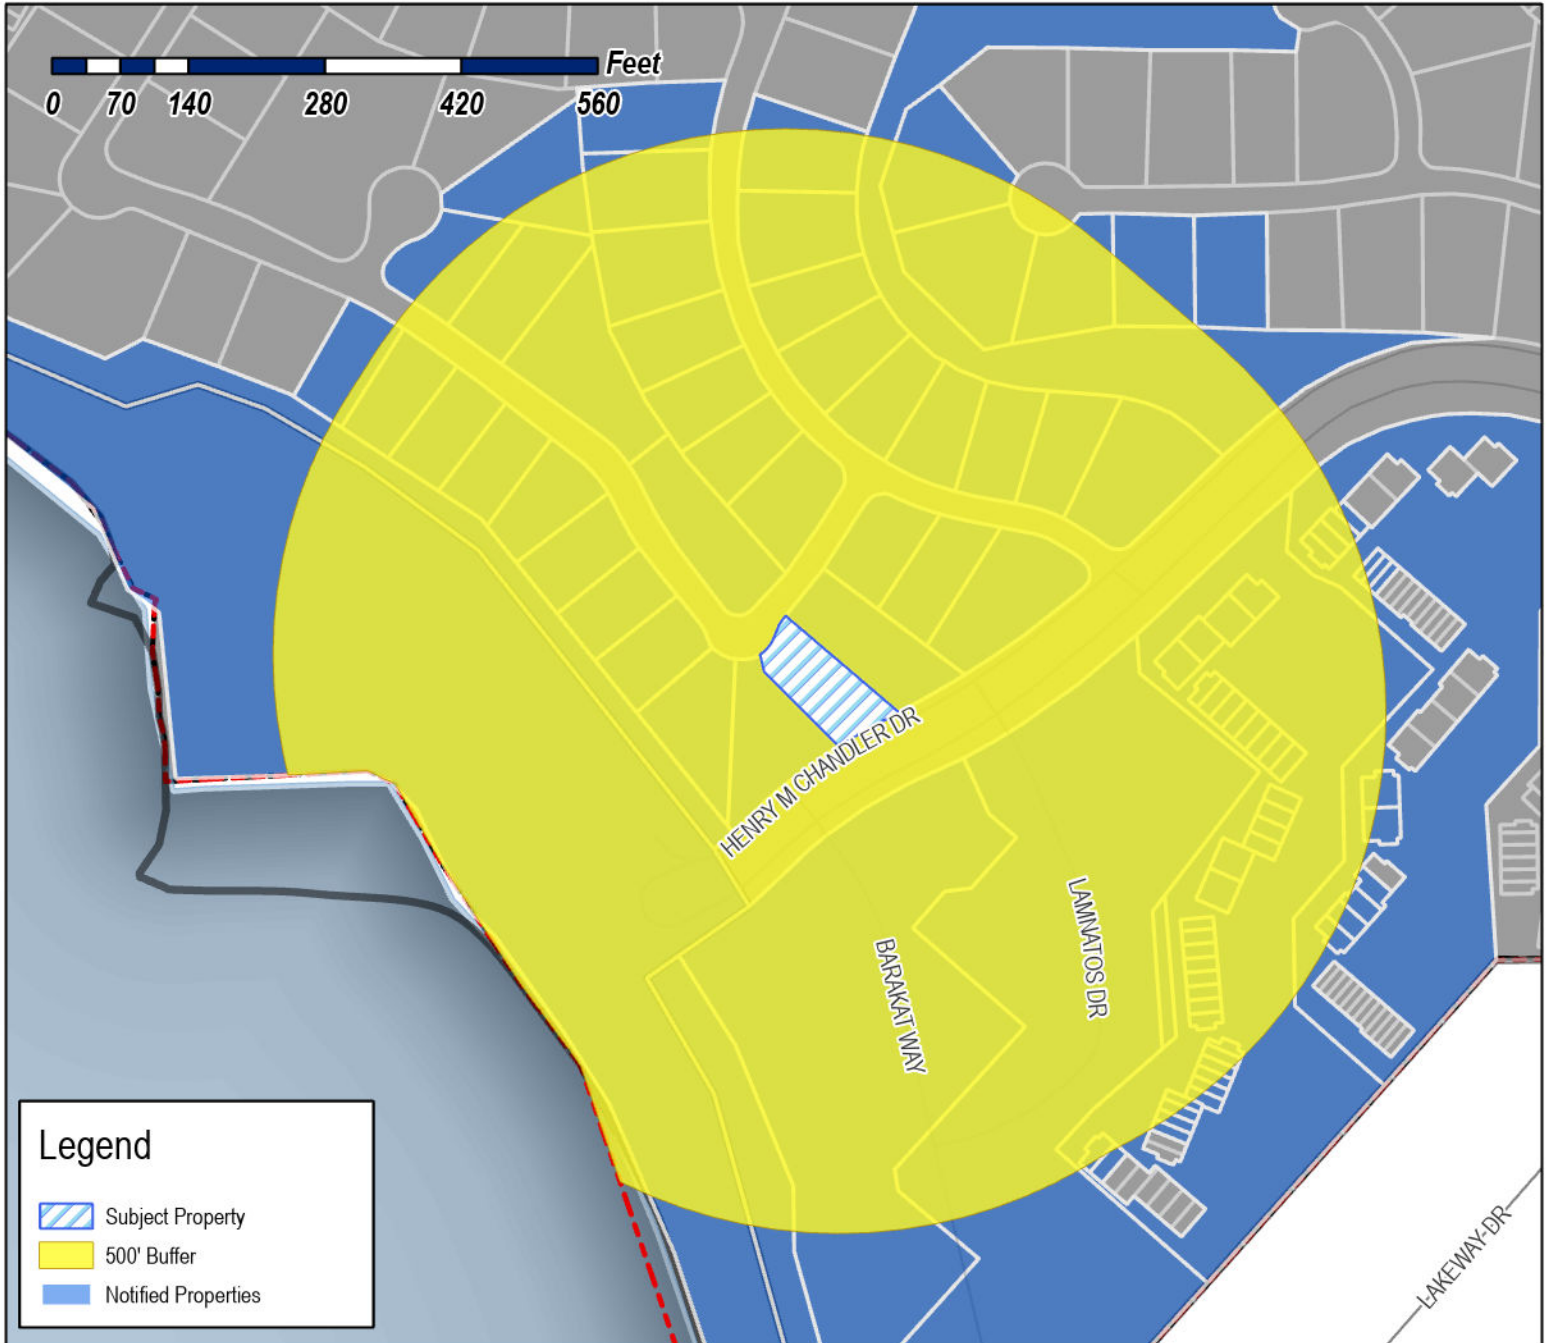 Feet
0 70 140 280 420 560
HENRY M CHANDLER DR
LAMNATOS DR
BARAKAT WAY
LAKEWAY DR
Legend
Subject Property
500' Buffer
Notified Properties